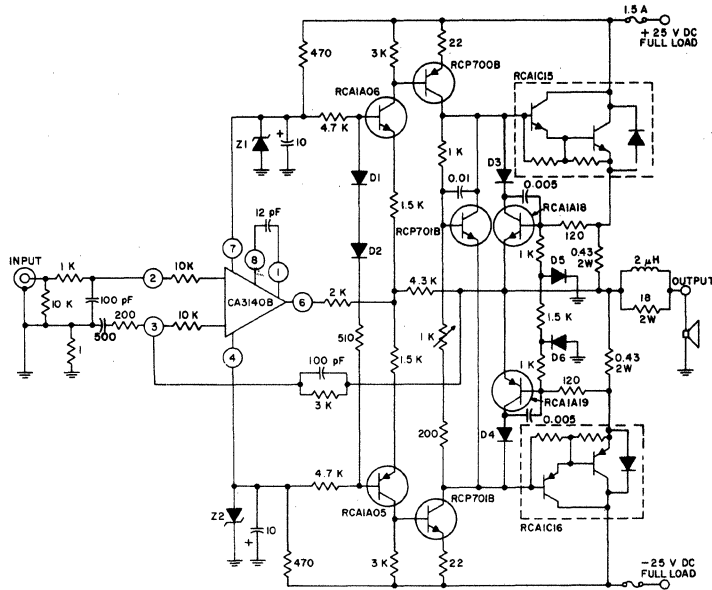 1.5 A
+ 25 V DC
FULL LOAD
22
3 K
470
RCP700B
RCA1C15
RCA1A06
4.7 K
Z1
+
10
1 K
D3
0.005
D1
0.01
RCA1A18
12 pF
1.5 K
RCP701B
120
D2
0.43
2W
2 µH
7
8
1
1 K
D5
INPUT
1 K
2
10K
OUTPUT
CA3140B
6
2 K
4.3 K
10 K
100 pF
18
2W
500
200
3
10 K
1.5 K
1 K
D6
510
1.5 K
4
1
100 pF
1 K
0.43
2W
3 K
120
RCA1A19
0.005
200
D4
4.7 K
RCA1A05
RCP701B
RCA1C16
Z2
+
10
470
3 K
22
-25 V DC
FULL LOAD